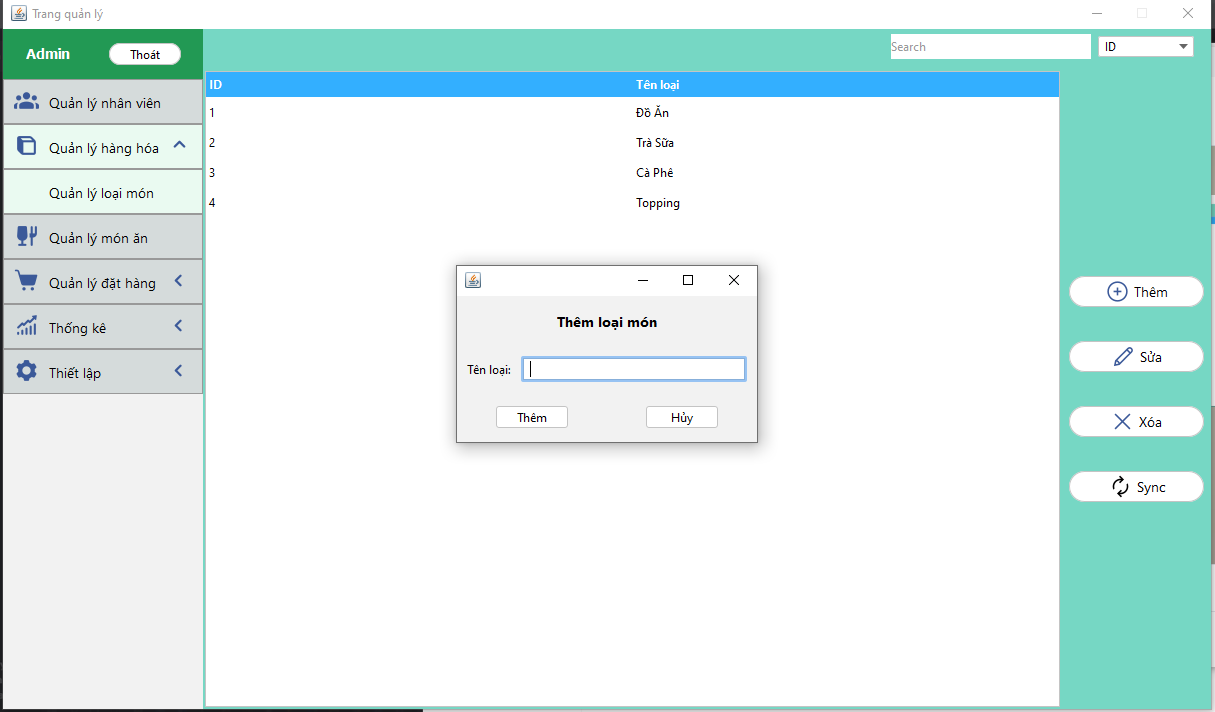 Trang quản lý
Admin
Thoát
Search
ID
Quản lý nhân viên
Quản lý hàng hóa
Quản lý loại món
Quản lý món ăn
Quản lý đặt hàng
Thống kê
Thiết lập
ID Tên loại
1 Đồ Ăn
2 Trà Sữa
3 Cà Phê
4 Topping
Thêm loại món
Tên loại:
Thêm
Hủy
Thêm
Sửa
Xóa
Sync